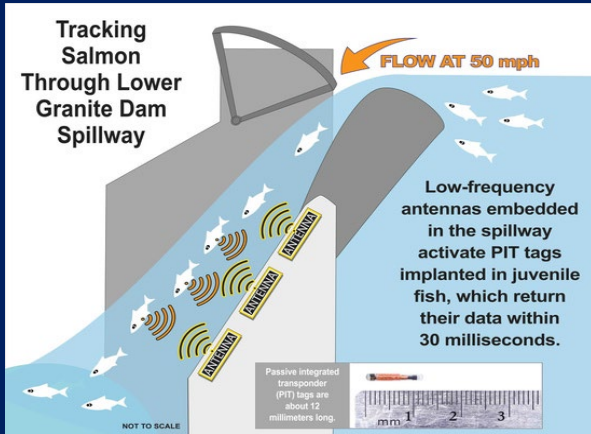 Tracking
Salmon
Through Lower
Granite Dam
Spillway
FLOW AT 50 mph
Low-frequency
antennas embedded
in the spillway
activate PIT tags
implanted in juvenile
fish, which return
their data within
30 milliseconds.
ANTENNA
ANTENNA
ANTENNA
Passive integrated
transponder
(PIT) tags are
about 12
millimeters long.
mm 1 2 3
NOT TO SCALE